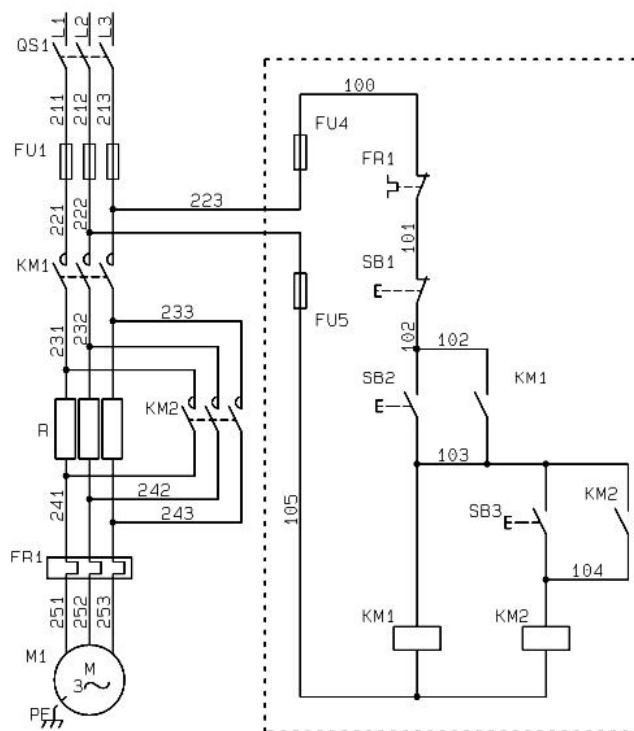 L1
L2
L3
QS1
211
212
213
FU1
221
222
223
KM1
231
232
233
R
KM2
241
242
243
FR1
251
252
253
M1
M
3
PE
100
FU4
FR1
101
SB1
FU5
102
102
SB2
KM1
103
105
SB3
KM2
104
KM1
KM2